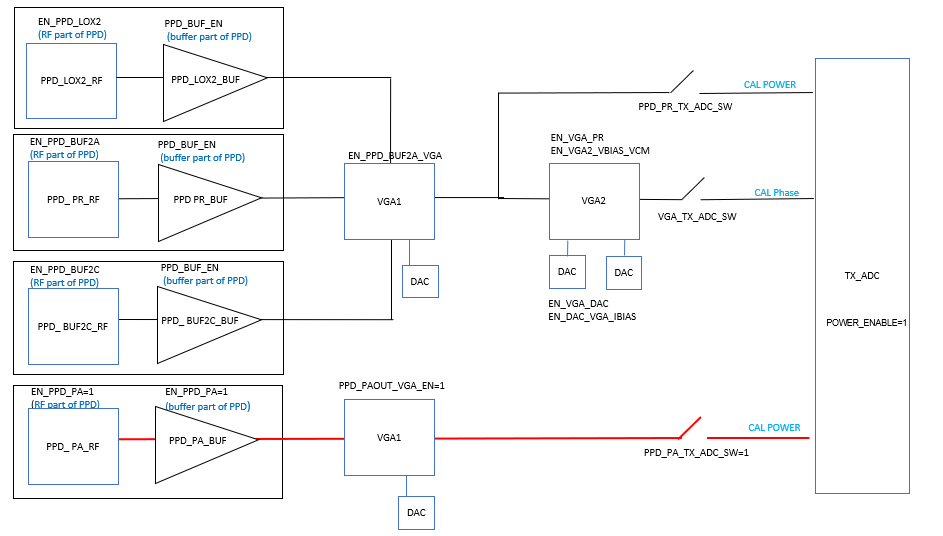 EN_PPD_LOX2
(RF part of PPD)
PPD_BUF_EN
(buffer part of PPD)
PPD_LOX2_RF
PPD_LOX2_BUF
EN_PPD_BUF2A
(RF part of PPD)
PPD_BUF_EN
(buffer part of PPD)
PPD_ PR_RF
PPD PR_BUF
EN_PPD_BUF2C
(RF part of PPD)
PPD_BUF_EN
(buffer part of PPD)
PPD_ BUF2C_RF
PPD_ BUF2C_BUF
EN_PPD_PA=1
(RF part of PPD)
EN_PPD_PA=1
(buffer part of PPD)
PPD_ PA_RF
PPD_PA_BUF
EN_PPD_BUF2A_VGA
VGA1
DAC
PPD_PAOUT_VGA_EN=1
VGA1
DAC
EN_VGA_PR
EN_VGA2_VBIAS_VCM
VGA2
DAC
DAC
EN_VGA_DAC
EN_DAC_VGA_IBIAS
CAL POWER
PPD_PR_TX_ADC_SW
CAL Phase
VGA_TX_ADC_SW
CAL POWER
PPD_PA_TX_ADC_SW=1
TX_ADC
POWER_ENABLE=1